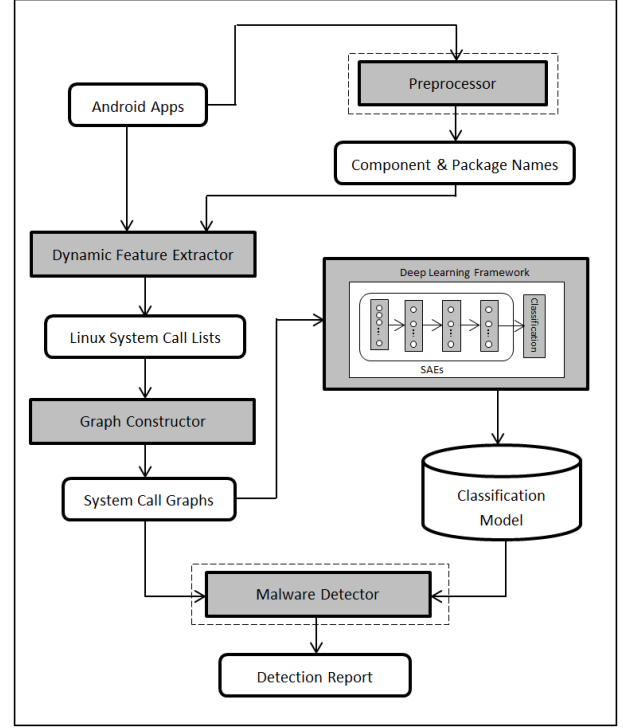 Preprocessor
Android Apps
Component & Package Names
Dynamic Feature Extractor
Deep Learning Framework
Classification
SAEs
Linux System Call Lists
Graph Constructor
System Call Graphs
Classification
Model
Malware Detector
Detection Report